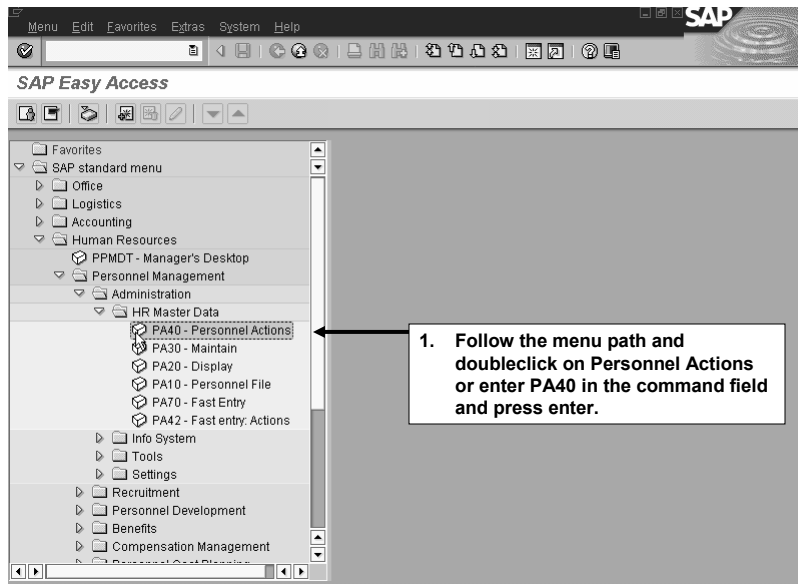 Menu Edit Favorites Extras System Help
SAP
SAP Easy Access
Favorites
SAP standard menu
Office
Logistics
Accounting
Human Resources
PPMDT - Manager's Desktop
Personnel Management
Administration
HR Master Data
PA40 - Personnel Actions
PA30 - Maintain
PA20 - Display
PA10 - Personnel File
PA70 - Fast Entry
PA42 - Fast entry: Actions
Info System
Tools
Settings
Recruitment
Personnel Development
Benefits
Compensation Management
Personnel Cost Planning
1. Follow the menu path and
doubleclick on Personnel Actions
or enter PA40 in the command field
and press enter.